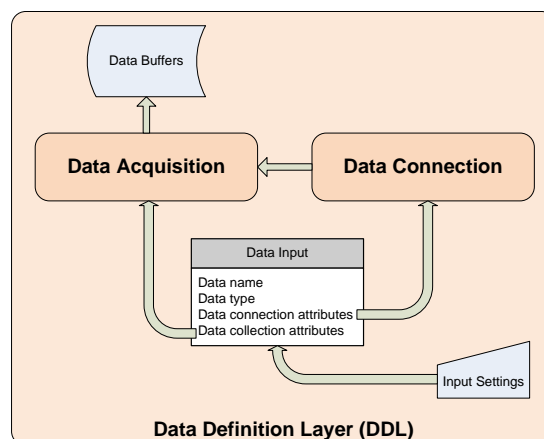 Data Buffers
Data Acquisition
Data Connection
Data Input
Data name
Data type
Data connection attributes
Data collection attributes
Input Settings
Data Definition Layer (DDL)